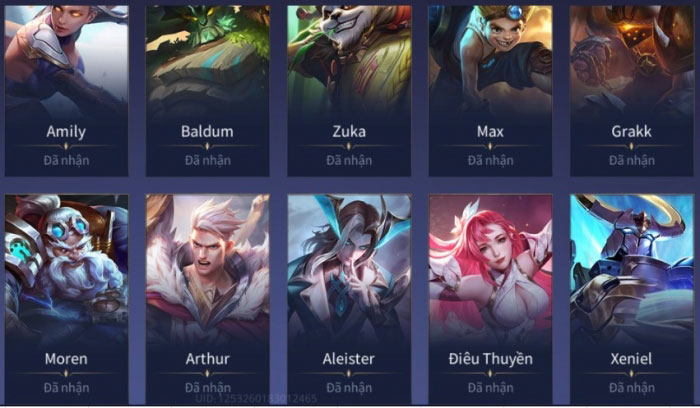 Amily
Baldum
Zuka
Max
Grakk
Đã nhận
Đã nhận
Đã nhận
Đã nhận
Đã nhận
Moren
Arthur
Aleister
Điêu Thuyền
Xeniel
Đã nhận
Đã nhận
Đã nhận
Đã nhận
Đã nhận
UID: 1253260183012465